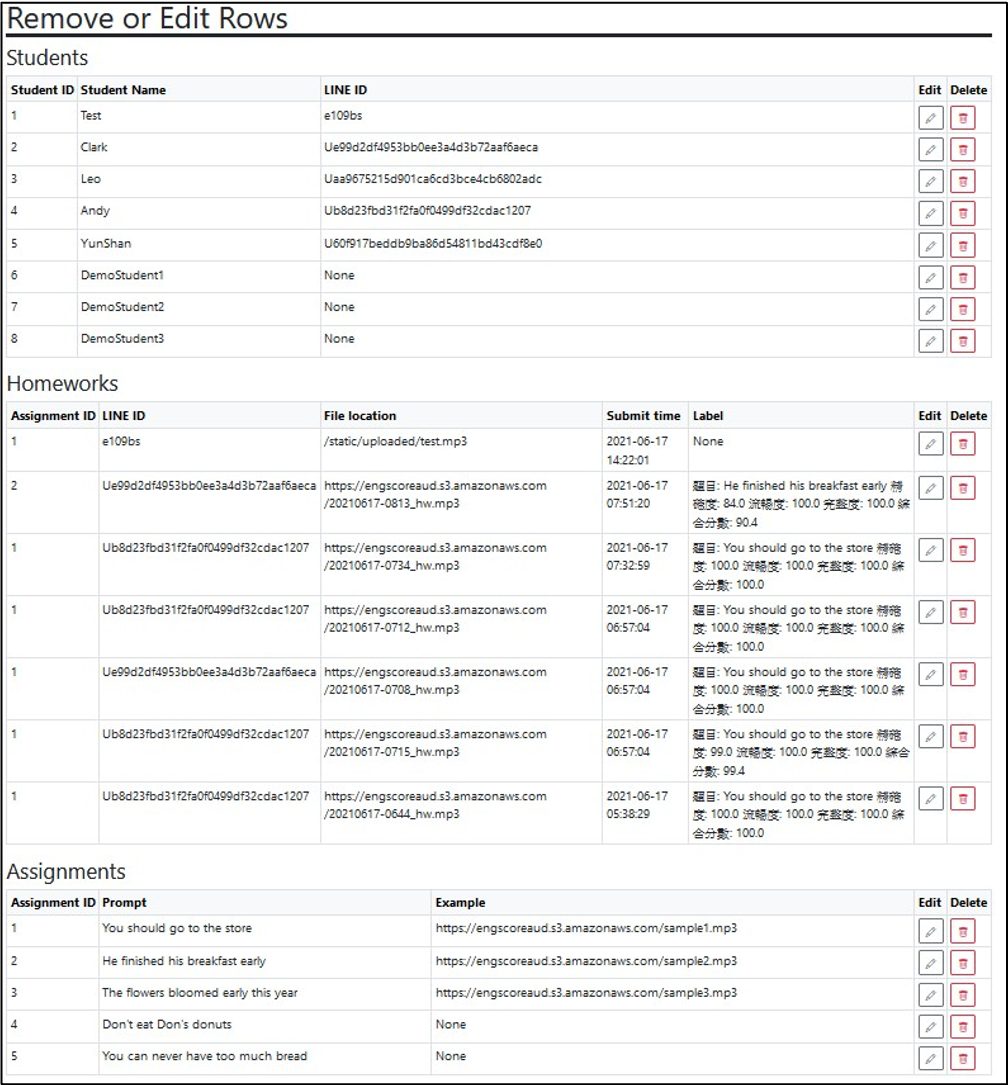 Remove or Edit Rows
Students
Student ID Student Name LINE ID Edit Delete
1 Test e109bs
2 Clark Ue99d2df4953bb0ee3a4d3b72aaf6aeca
3 Leo Uaa9675215d901ca6cd3bce4cb6802adc
4 Andy Ub8d23fbd31f2fa0f0499df32cdac1207
5 YunShan U60f917beddb9ba86d54811bd43cdf8e0
6 DemoStudent1 None
7 DemoStudent2 None
8 DemoStudent3 None
Homeworks
Assignment ID LINE ID File location Submit time Label Edit Delete
1 e109bs /static/uploaded/test.mp3 2021-06-17 None
14:22:01
2 Ue99d2df4953bb0ee3a4d3b72aaf6aeca https://engscoreaud.s3.amazonaws.com 2021-06-17 題目: He finished his breakfast early 精
/20210617-0813_hw.mp3 07:51:20 確度: 84.0 流暢度: 100.0 完整度: 100.0 綜
合分數: 90.4
1 Ub8d23fbd31f2fa0f0499df32cdac1207 https://engscoreaud.s3.amazonaws.com 2021-06-17 題目: You should go to the store 精確
/20210617-0734_hw.mp3 07:32:59 度: 100.0 流暢度: 100.0 完整度: 100.0 綜
合分數: 100.0
1 Ub8d23fbd31f2fa0f0499df32cdac1207 https://engscoreaud.s3.amazonaws.com 2021-06-17 題目: You should go to the store 精確
/20210617-0712_hw.mp3 06:57:04 度: 100.0 流暢度: 100.0 完整度: 100.0 綜
合分數: 100.0
1 Ue99d2df4953bb0ee3a4d3b72aaf6aeca https://engscoreaud.s3.amazonaws.com 2021-06-17 題目: You should go to the store 精確
/20210617-0708_hw.mp3 06:57:04 度: 100.0 流暢度: 100.0 完整度: 100.0 綜
合分數: 100.0
1 Ub8d23fbd31f2fa0f0499df32cdac1207 https://engscoreaud.s3.amazonaws.com 2021-06-17 題目: You should go to the store 精確
/20210617-0715_hw.mp3 06:57:04 度: 99.0 流暢度: 100.0 完整度: 100.0 綜合
分數: 99.4
1 Ub8d23fbd31f2fa0f0499df32cdac1207 https://engscoreaud.s3.amazonaws.com 2021-06-17 題目: You should go to the store 精確
/20210617-0644_hw.mp3 05:38:29 度: 100.0 流暢度: 100.0 完整度: 100.0 綜
合分數: 100.0
Assignments
Assignment ID Prompt Example Edit Delete
1 You should go to the store https://engscoreaud.s3.amazonaws.com/sample1.mp3
2 He finished his breakfast early https://engscoreaud.s3.amazonaws.com/sample2.mp3
3 The flowers bloomed early this year https://engscoreaud.s3.amazonaws.com/sample3.mp3
4 Don't eat Don's donuts None
5 You can never have too much bread None